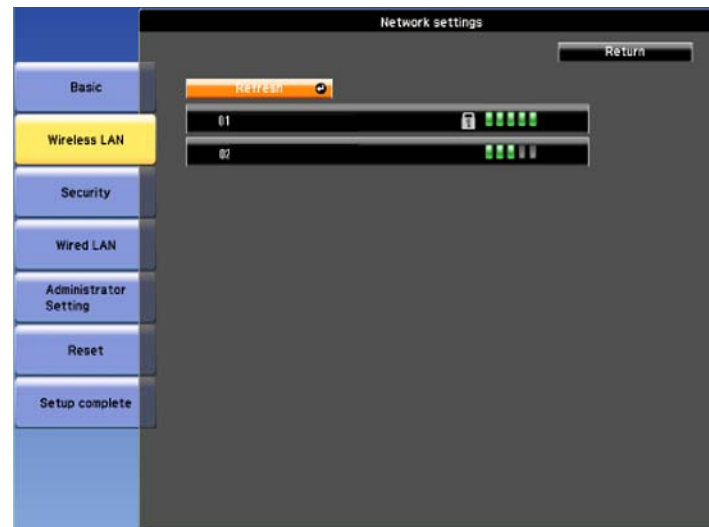 Network settings
Return
Basic
Refresh
01
Wireless LAN
02
Security
Wired LAN
Administrator
Setting
Reset
Setup complete